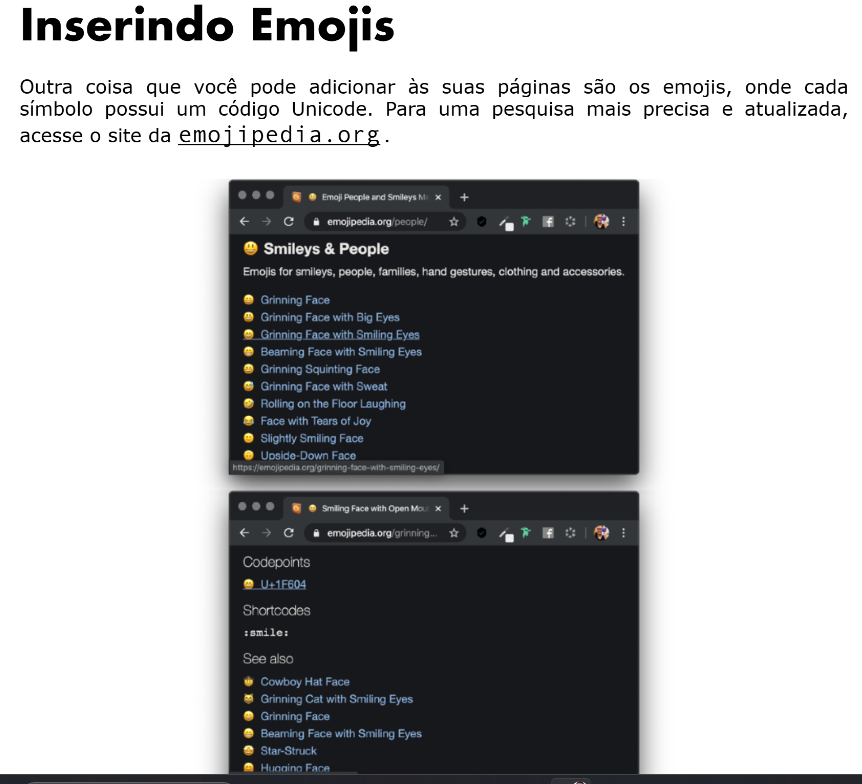 Inserindo Emojis
Outra coisa que você pode adicionar às suas páginas são os emojis, onde cada
símbolo possui um código Unicode. Para uma pesquisa mais precisa e atualizada,
acesse o site da emojipedia.org.
Emoji People and Smileys M
emojipedia.org/people/
😃 Smileys & People
Emojis for smileys, people, families, hand gestures, clothing and accessories.
😀 Grinning Face
😃 Grinning Face with Big Eyes
😄 Grinning Face with Smiling Eyes
😁 Beaming Face with Smiling Eyes
😆 Grinning Squinting Face
😅 Grinning Face with Sweat
🤣 Rolling on the Floor Laughing
😂 Face with Tears of Joy
🙂 Slightly Smiling Face
🙃 Upside-Down Face
https://emojipedia.org/grinning-face-with-smiling-eyes/
Smiling Face with Open Mou
emojipedia.org/grinning...
Codepoints
😄 U+1F604
Shortcodes
:smile:
See also
🤠 Cowboy Hat Face
😸 Grinning Cat with Smiling Eyes
😀 Grinning Face
😁 Beaming Face with Smiling Eyes
🤩 Star-Struck
🤗 Hugging Face